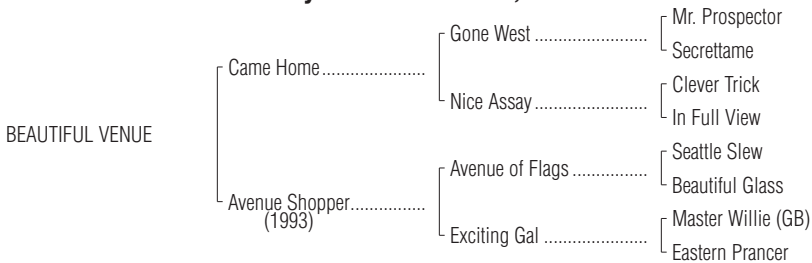 Mr. Prospector
Gone West ......................
Secrettame
Came Home......................
Clever Trick
Nice Assay......................
In Full View
BEAUTIFUL VENUE
Seattle Slew
Avenue of Flags ................
Beautiful Glass
Avenue Shopper................
(1993)
Master Willie (GB)
Exciting Gal ......................
Eastern Prancer